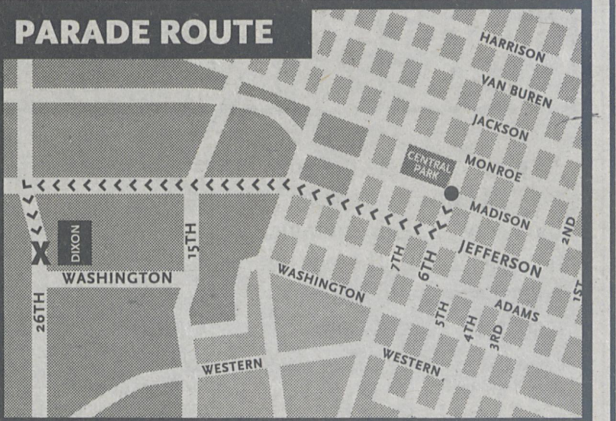 PARADE ROUTE
HARRISON
VAN BUREN
JACKSON
CENTRAL
PARK
MONROE
MADISON
2ND
JEFFERSON
DIXON
X
15TH
7TH
6TH
WASHINGTON
WASHINGTON
1ST
26TH
ADAMS
5TH
4TH
3RD
WESTERN
WESTERN